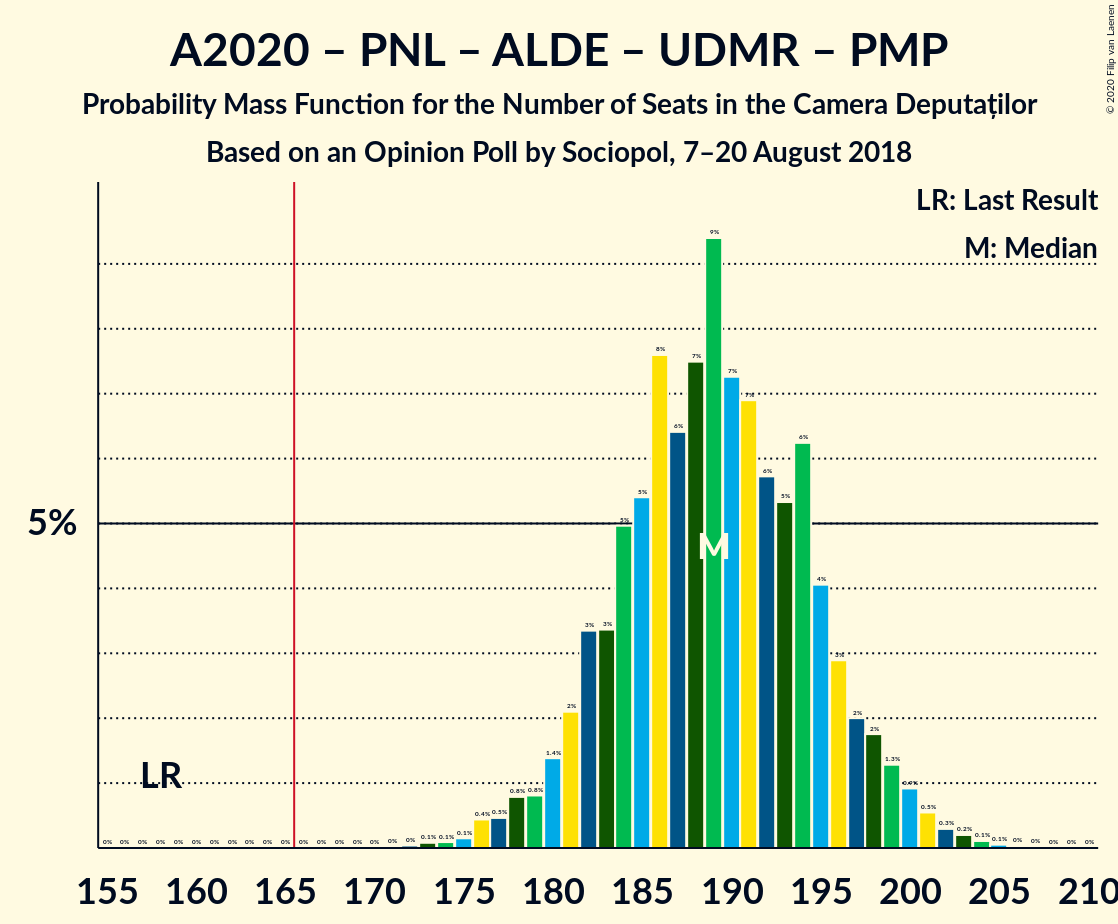 A2020 – PNL – ALDE – UDMR – PMP
Probability Mass Function for the Number of Seats in the Camera Deputaților
Based on an Opinion Poll by Sociopol, 7–20 August 2018
© 2020 Filip van Laenen
LR: Last Result
M: Median
9%
8% 7% 7% 7%
6% 6% 6%
5% 5% 5%
5%
M
4%
3% 3% 3%
2% 2% 2%
LR
1.4% 1.3%
0.8% 0.8% 0.9%
0.4% 0.5% 0.5%
0% 0% 0% 0% 0% 0% 0% 0% 0% 0% 0% 0% 0% 0% 0% 0% 0% 0% 0.1% 0.1% 0.1% 0.3% 0.2% 0.1% 0.1% 0% 0% 0% 0% 0%
155 160 165 170 175 180 185 190 195 200 205 210